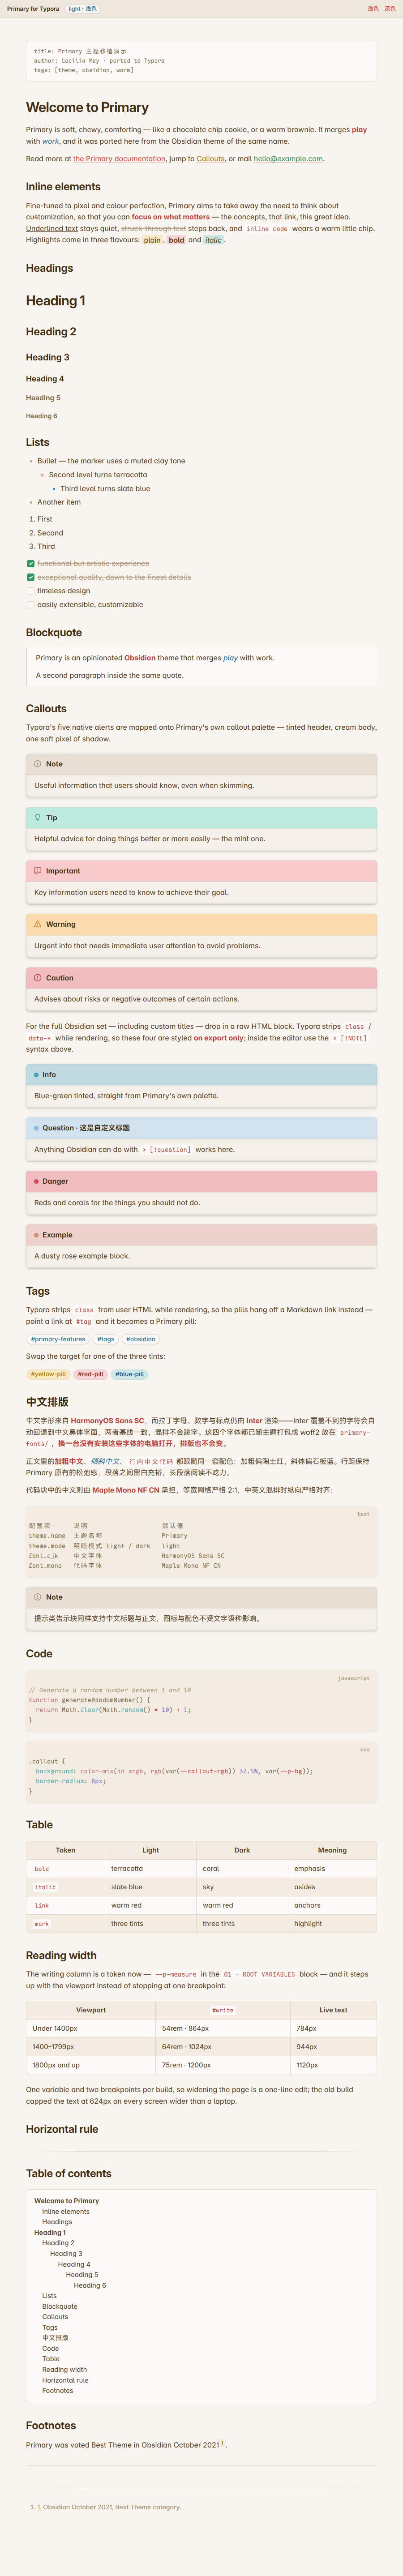 Primary for Typora light · 浅色 浅色 深色
title: Primary 主题移植演示
author: Cecilia May · ported to Typora
tags: [theme, obsidian, warm]
Welcome to Primary
Primary is soft, chewy, comforting — like a chocolate chip cookie, or a warm brownie. It merges play
with work, and it was ported here from the Obsidian theme of the same name.
Read more at the Primary documentation, jump to Callouts, or mail hello@example.com.
Inline elements
Fine-tuned to pixel and colour perfection, Primary aims to take away the need to think about
customization, so that you can focus on what matters — the concepts, that link, this great idea.
Underlined text stays quiet, struck-through text steps back, and inline code wears a warm little chip.
Highlights come in three flavours: plain, bold and italic.
Headings
Heading 1
Heading 2
Heading 3
Heading 4
Heading 5
Heading 6
Lists
Bullet — the marker uses a muted clay tone
Second level turns terracotta
Third level turns slate blue
Another item
1. First
2. Second
3. Third
functional but artistic experience
exceptional quality, down to the finest details
timeless design
easily extensible, customizable
Blockquote
Primary is an opinionated Obsidian theme that merges play with work.
A second paragraph inside the same quote.
Callouts
Typora's five native alerts are mapped onto Primary's own callout palette — tinted header, cream body,
one soft pixel of shadow.
Note
Useful information that users should know, even when skimming.
Tip
Helpful advice for doing things better or more easily — the mint one.
Important
Key information users need to know to achieve their goal.
Warning
Urgent info that needs immediate user attention to avoid problems.
Caution
Advises about risks or negative outcomes of certain actions.
For the full Obsidian set — including custom titles — drop in a raw HTML block. Typora strips class /
data-* while rendering, so these four are styled on export only; inside the editor use the > [!NOTE]
syntax above.
Info
Blue-green tinted, straight from Primary's own palette.
Question · 这是自定义标题
Anything Obsidian can do with > [!question] works here.
Danger
Reds and corals for the things you should not do.
Example
A dusty rose example block.
Tags
Typora strips class from user HTML while rendering, so the pills hang off a Markdown link instead —
point a link at #tag and it becomes a Primary pill:
#primary-features #tags #obsidian
Swap the target for one of the three tints:
#yellow-pill #red-pill #blue-pill
中文排版
中文字形来自 HarmonyOS Sans SC，而拉丁字母、数字与标点仍由 Inter 渲染——Inter 覆盖不到的字符会自
动回退到中文黑体字面，两者基线一致，混排不会跳字。这四个字体都已随主题打包成 woff2 放在 primary-
fonts/ ，换一台没有安装这些字体的电脑打开，排版也不会变。
正文里的加粗中文、倾斜中文、 行内中文代码 都跟随同一套配色：加粗偏陶土红，斜体偏石板蓝。行距保持
Primary 原有的松弛感，段落之间留白充裕，长段落阅读不吃力。
代码块中的中文则由 Maple Mono NF CN 承担，等宽网格严格 2:1，中英文混排时纵向严格对齐:
text
配置项 说明 默认值
theme.name 主题名称 Primary
theme.mode 明暗模式 light / dark light
font.cjk 中文字体 HarmonyOS Sans SC
font.mono 代码字体 Maple Mono NF CN
Note
提示类告示块同样支持中文标题与正文，图标与配色不受文字语种影响。
Code
javascript
// Generate a random number between 1 and 10
function generateRandomNumber() {
return Math.floor(Math.random() * 10) + 1;
}
css
.callout {
background: color-mix(in srgb, rgb(var(--callout-rgb)) 32.5%, var(--p-bg));
border-radius: 8px;
}
Table
Token Light Dark Meaning
bold terracotta coral emphasis
italic slate blue sky asides
link warm red warm red anchors
mark three tints three tints highlight
Reading width
The writing column is a token now — --p-measure in the 01 · ROOT VARIABLES block — and it steps
up with the viewport instead of stopping at one breakpoint:
Viewport #write Live text
Under 1400px 54rem · 864px 784px
1400–1799px 64rem · 1024px 944px
1800px and up 75rem · 1200px 1120px
One variable and two breakpoints per build, so widening the page is a one-line edit; the old build
capped the text at 624px on every screen wider than a laptop.
Horizontal rule
Table of contents
Welcome to Primary
Inline elements
Headings
Heading 1
Heading 2
Heading 3
Heading 4
Heading 5
Heading 6
Lists
Blockquote
Callouts
Tags
中文排版
Code
Table
Reading width
Horizontal rule
Footnotes
Footnotes
Primary was voted Best Theme in Obsidian October 2021 1.
1. 1. Obsidian October 2021, Best Theme category.